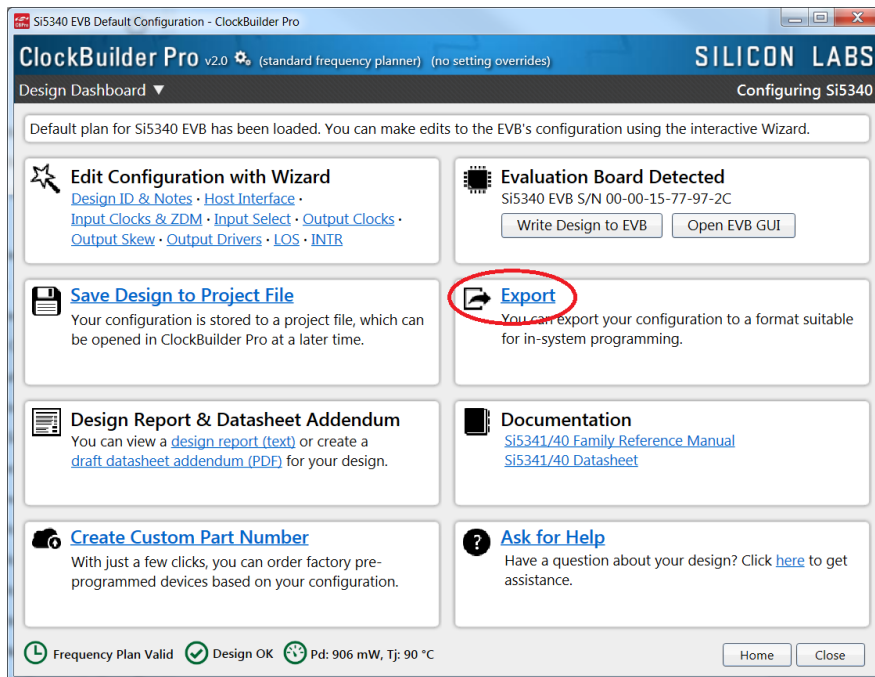 Si5340 EVB Default Configuration - ClockBuilder Pro
ClockBuilder Pro v2.0 (standard frequency planner) (no setting overrides) SILICON LABS
Design Dashboard ▼ Configuring Si5340
Default plan for Si5340 EVB has been loaded. You can make edits to the EVB's configuration using the interactive Wizard.
Edit Configuration with Wizard
Design ID & Notes · Host Interface ·
Input Clocks & ZDM · Input Select · Output Clocks ·
Output Skew · Output Drivers · LOS · INTR
Evaluation Board Detected
Si5340 EVB S/N 00-00-15-77-97-2C
Write Design to EVB Open EVB GUI
Save Design to Project File
Your configuration is stored to a project file, which can
be opened in ClockBuilder Pro at a later time.
Export
You can export your configuration to a format suitable
for in-system programming.
Design Report & Datasheet Addendum
You can view a design report (text) or create a
draft datasheet addendum (PDF) for your design.
Documentation
Si5341/40 Family Reference Manual
Si5341/40 Datasheet
Create Custom Part Number
With just a few clicks, you can order factory pre-
programmed devices based on your configuration.
Ask for Help
Have a question about your design? Click here to get
assistance.
Frequency Plan Valid Design OK Pd: 906 mW, Tj: 90 °C
Home Close